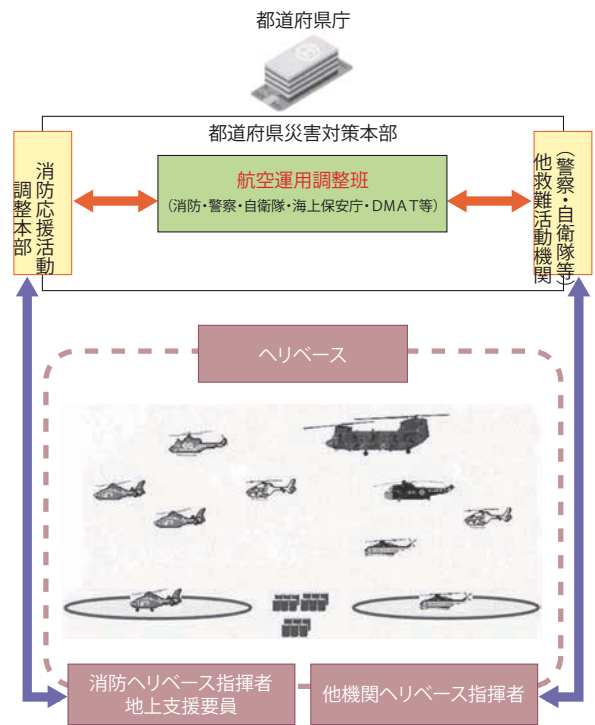 都道府県庁
都道府県災害対策本部
消防応援活動
調整本部
航空運用調整班
(消防・警察・自衛隊・海上保安庁・DMAT等)
(警察・自衛隊等)
他救難活動機関
ヘリベース
消防ヘリベース指揮者
地上支援要員
他機関ヘリベース指揮者